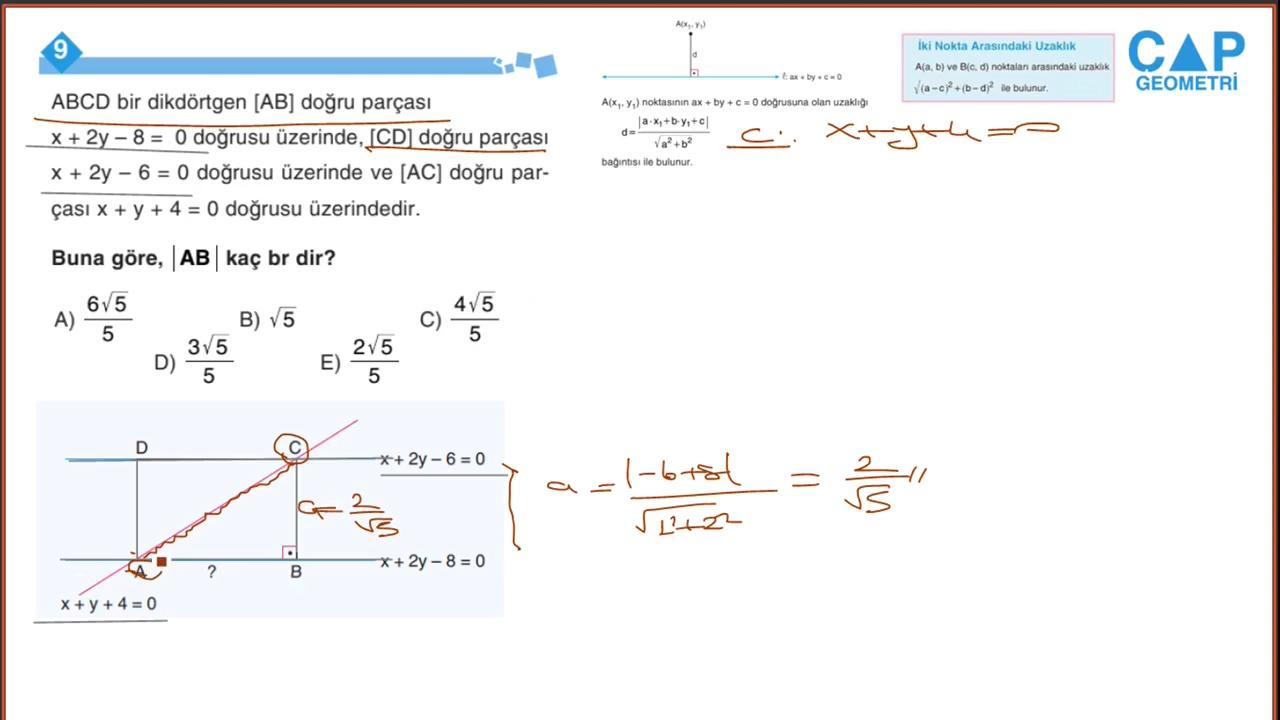 9
ABCD bir dikdörtgen [AB] doğru parçası
x + 2y – 8 = 0 doğrusu üzerinde, [CD] doğru parçası
x + 2y – 6 = 0 doğrusu üzerinde ve [AC] doğru par-
çası x + y + 4 = 0 doğrusu üzerindedir.
Buna göre, |AB| kaç br dir?
A) 6√5/5 B) √5 C) 4√5/5
D) 3√5/5 E) 2√5/5
A(x₁, y₁)
d
ℓ: ax + by + c = 0
A(x₁, y₁) noktasının ax + by + c = 0 doğrusuna olan uzaklığı
d = |a·x₁+b·y₁+c| / √a²+b²
bağıntısı ile bulunur.
İki Nokta Arasındaki Uzaklık
A(a, b) ve B(c, d) noktaları arasındaki uzaklık
√(a–c)²+(b–d)² ile bulunur.
CAP
GEOMETRİ
C: x+y+4=0
D C x + 2y – 6 = 0
2/√5
A ? B x + 2y – 8 = 0
x + y + 4 = 0
a = |-6+8| / √1²+2² = 2/√5 //